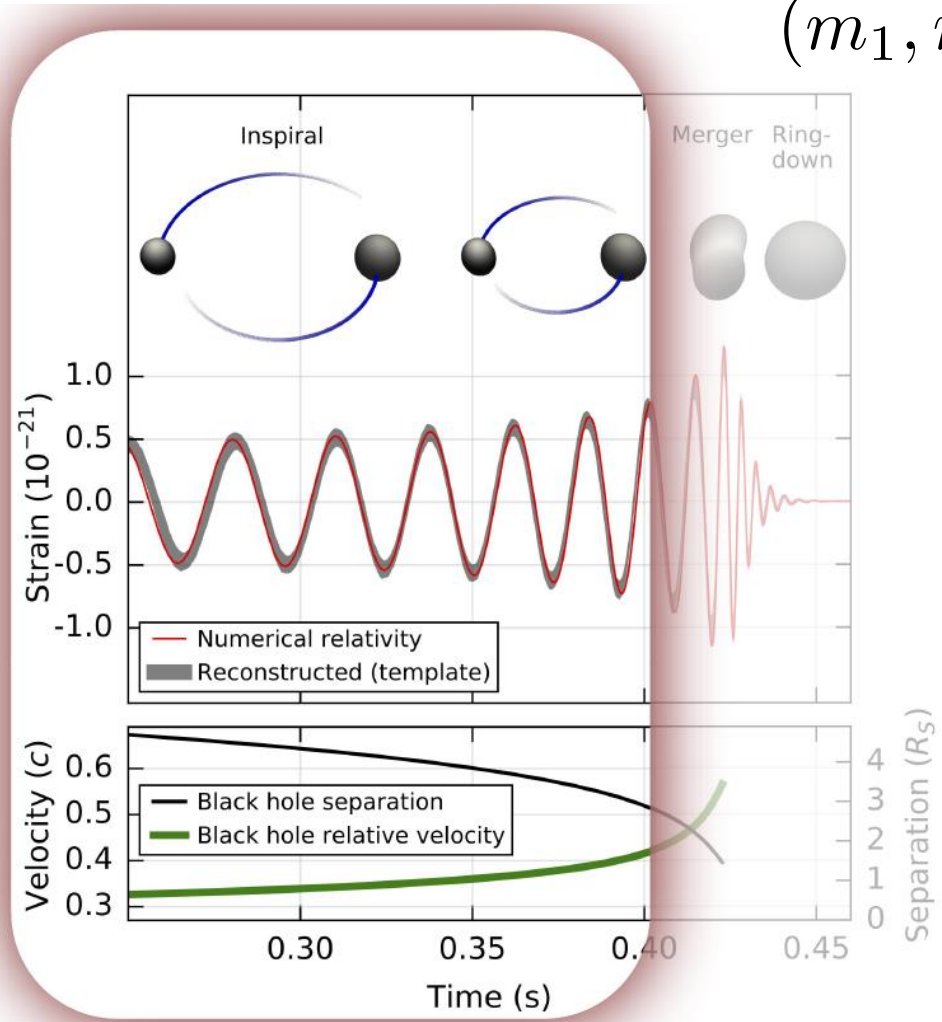 (m₁,
Inspiral
Merger
Ring-
down
Strain (10⁻²¹)
1.0
0.5
0.0
-0.5
-1.0
Numerical relativity
Reconstructed (template)
Velocity (c)
0.6
0.5
0.4
0.3
Black hole separation
Black hole relative velocity
4
3
2
1
0
Separation (R_S)
0.30
0.35
0.40
0.45
Time (s)